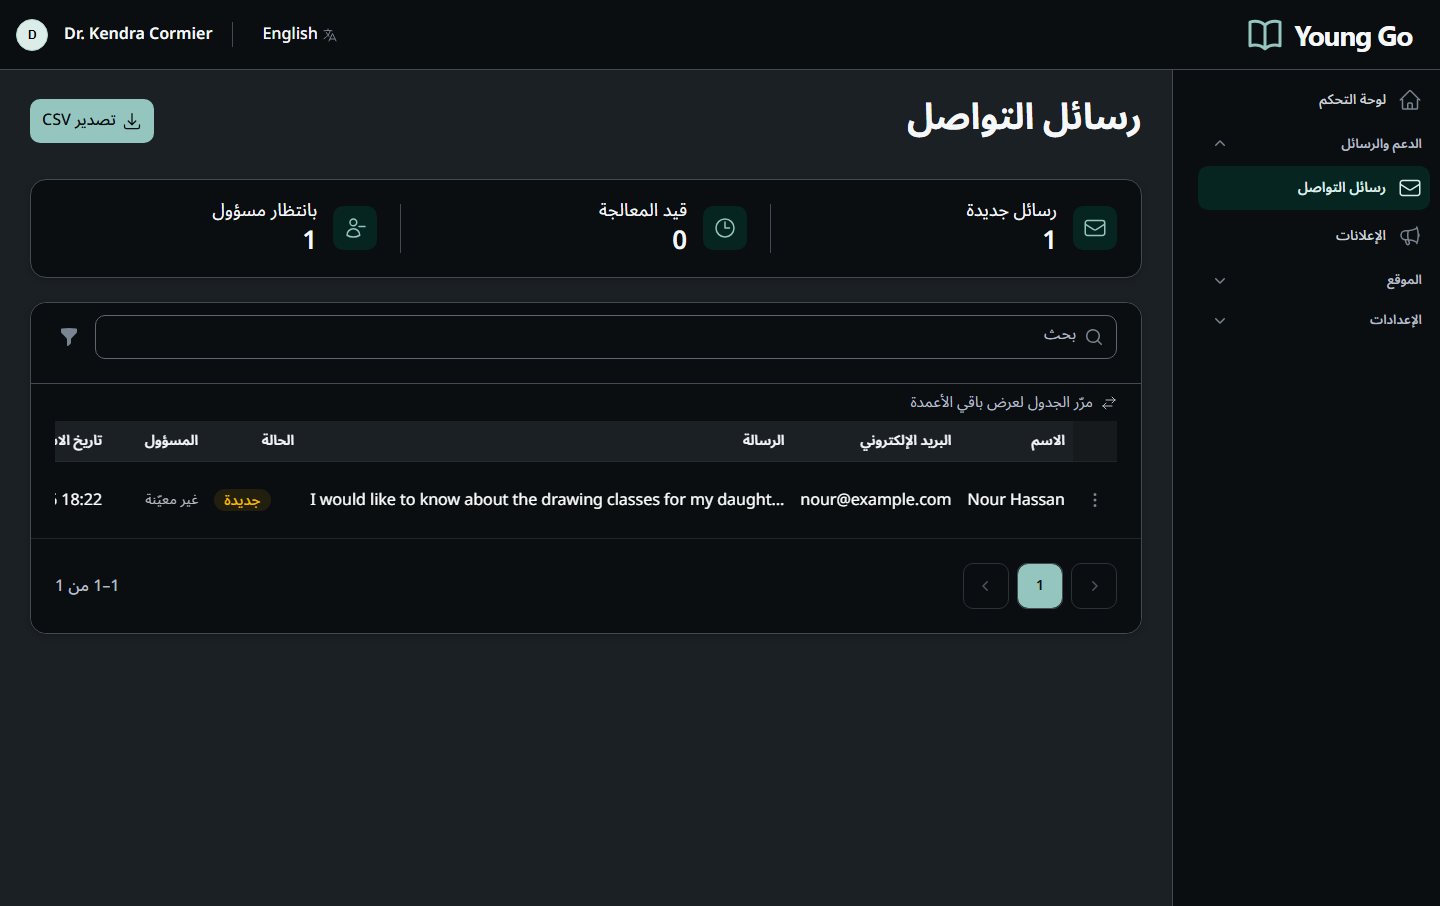 Young Go
English
Dr. Kendra Cormier
D
لوحة التحكم
الدعم والرسائل
رسائل التواصل
الإعلانات
الموقع
الإعدادات
رسائل التواصل
تصدير CSV
رسائل جديدة
1
قيد المعالجة
0
بانتظار مسؤول
1
بحث
مرّر الجدول لعرض باقي الأعمدة
الاسم البريد الإلكتروني الرسالة الحالة المسؤول تاريخ
Nour Hassan nour@example.com I would like to know about the drawing classes for my daught... جديدة غير معيّنة 18:22
1
1–1 من 1